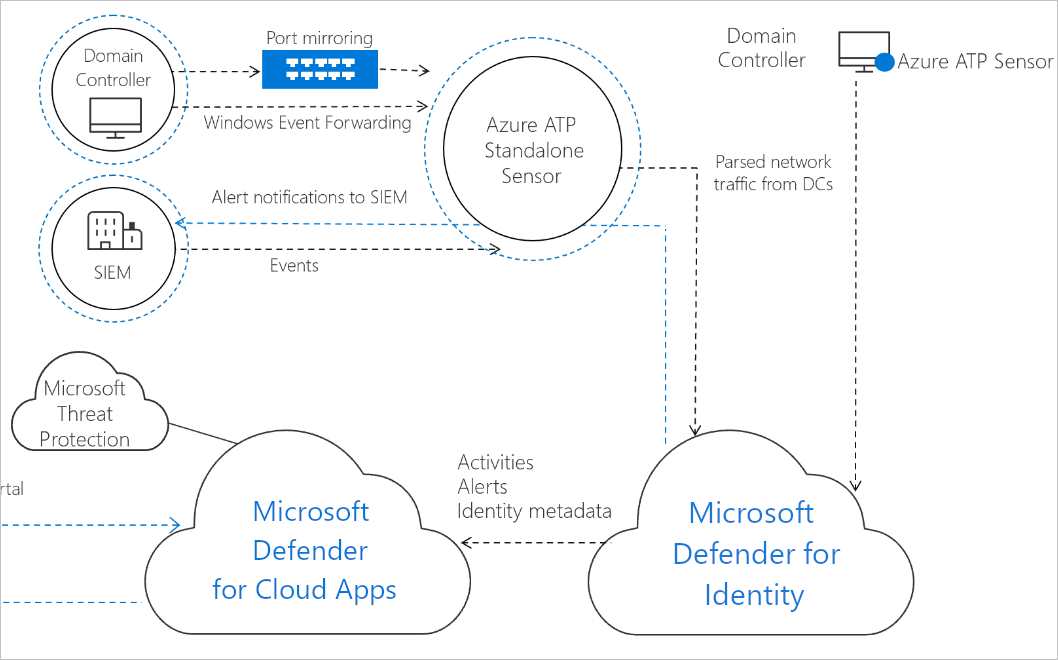 Domain
Controller
Port mirroring
Windows Event Forwarding
Azure ATP
Standalone
Sensor
Domain
Controller
Azure ATP Sensor
Parsed network
traffic from DCs
Alert notifications to SIEM
SIEM
Events
Microsoft
Threat
Protection
rtal
Activities
Alerts
Identity metadata
Microsoft
Defender
for Cloud Apps
Microsoft
Defender for
Identity